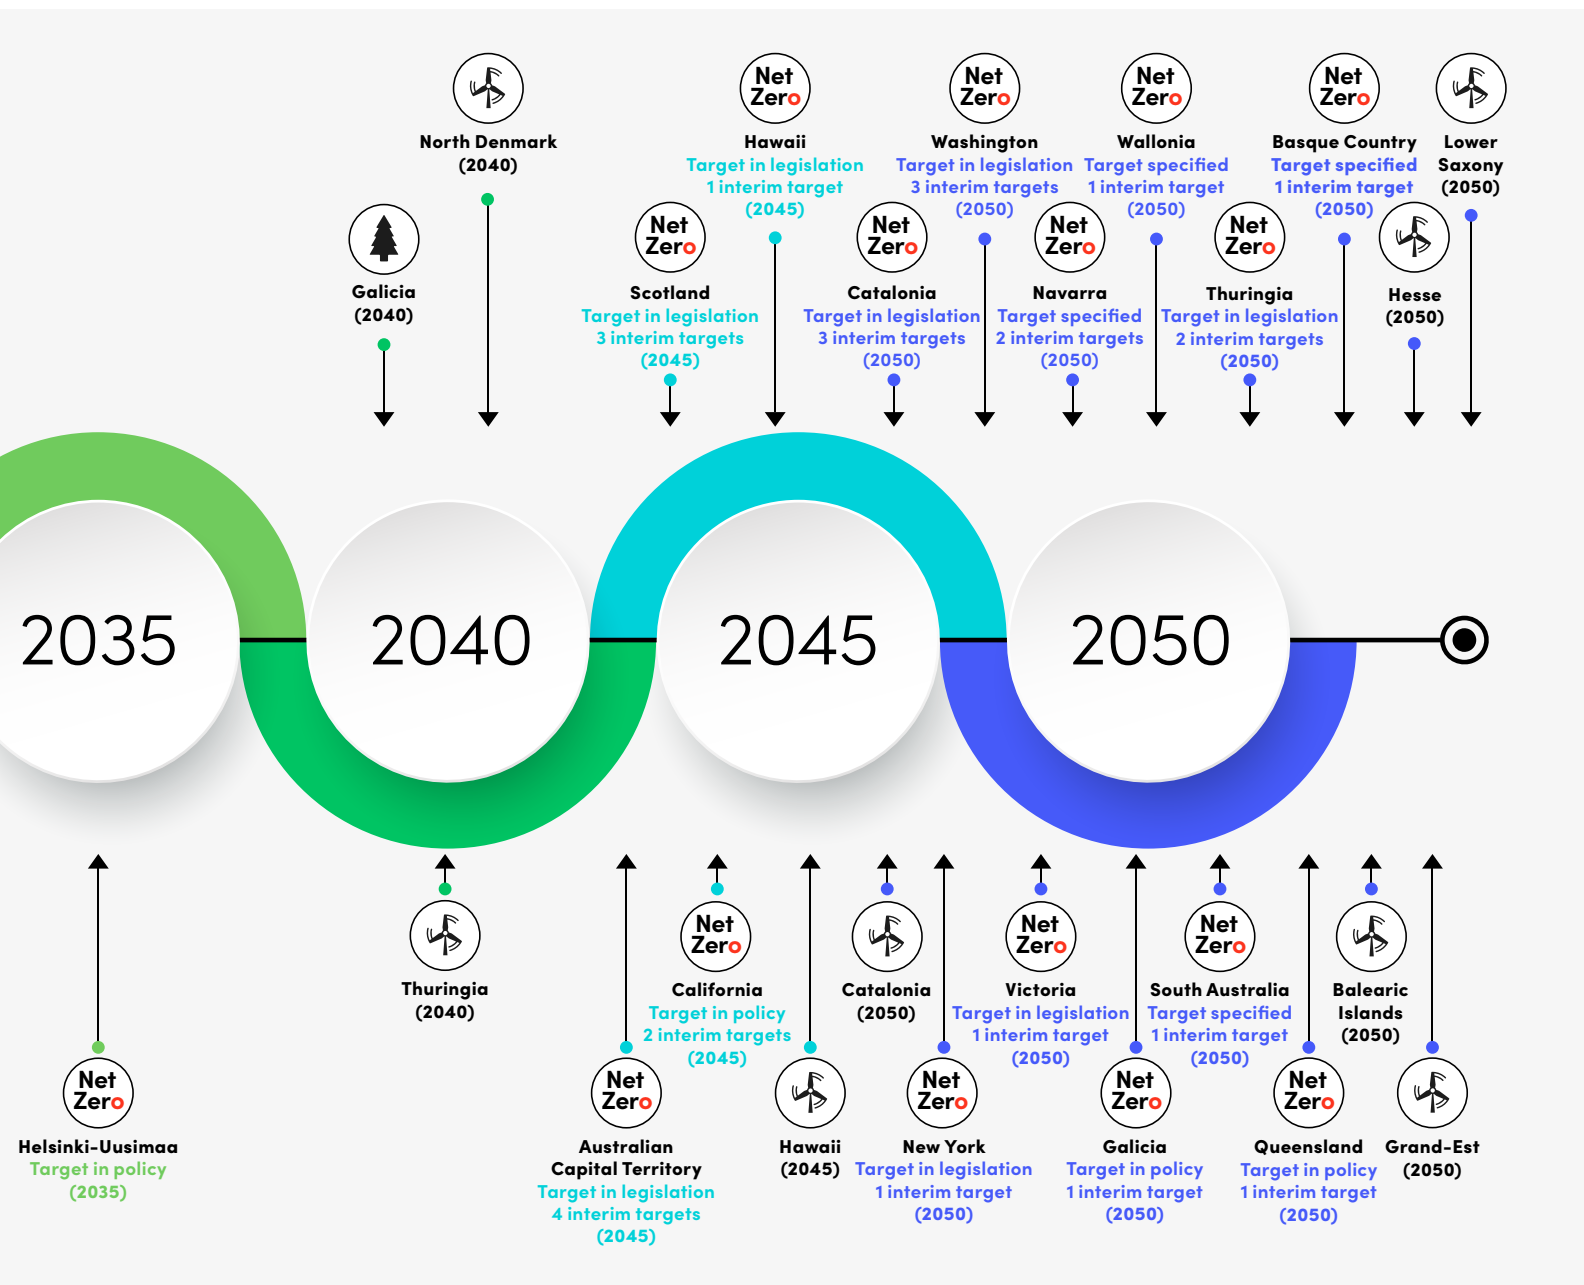 Net
Zero
Net
Zero
Net
Zero
Net
Zero
North Denmark
(2040)
Hawaii
Target in legislation
1 interim target
(2045)
Washington
Target in legislation
3 interim targets
(2050)
Wallonia
Target specified
1 interim target
(2050)
Basque Country
Target specified
1 interim target
(2050)
Lower
Saxony
(2050)
Galicia
(2040)
Net
Zero
Scotland
Target in legislation
3 interim targets
(2045)
Net
Zero
Catalonia
Target in legislation
3 interim targets
(2050)
Net
Zero
Navarra
Target specified
2 interim targets
(2050)
Net
Zero
Thuringia
Target in legislation
2 interim targets
(2050)
Hesse
(2050)
2035
2040
2045
2050
Thuringia
(2040)
Net
Zero
California
Target in policy
2 interim targets
(2045)
Catalonia
(2050)
Net
Zero
Victoria
Target in legislation
1 interim target
(2050)
Net
Zero
South Australia
Target specified
1 interim target
(2050)
Balearic
Islands
(2050)
Net
Zero
Helsinki-Uusimaa
Target in policy
(2035)
Net
Zero
Australian
Capital Territory
Target in legislation
4 interim targets
(2045)
Hawaii
(2045)
Net
Zero
New York
Target in legislation
1 interim target
(2050)
Net
Zero
Galicia
Target in policy
1 interim target
(2050)
Net
Zero
Queensland
Target in policy
1 interim target
(2050)
Grand-Est
(2050)